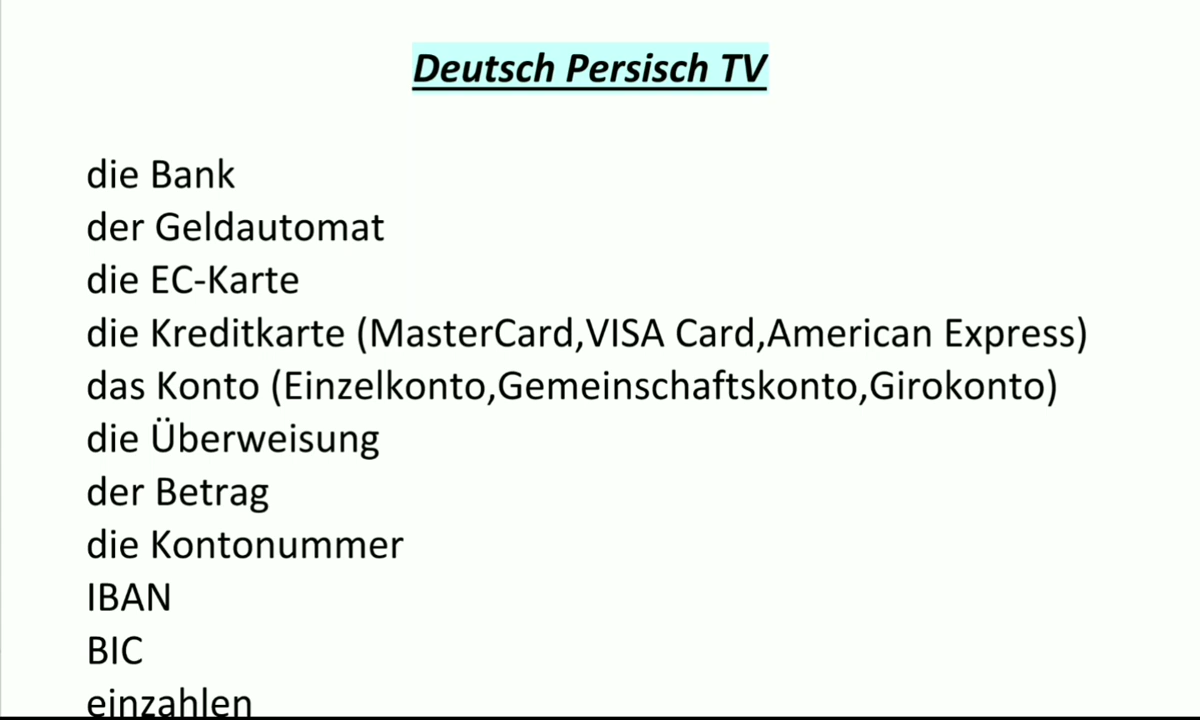 Deutsch Persisch TV
die Bank
der Geldautomat
die EC-Karte
die Kreditkarte (MasterCard,VISA Card,American Express)
das Konto (Einzelkonto,Gemeinschaftskonto,Girokonto)
die Überweisung
der Betrag
die Kontonummer
IBAN
BIC
einzahlen